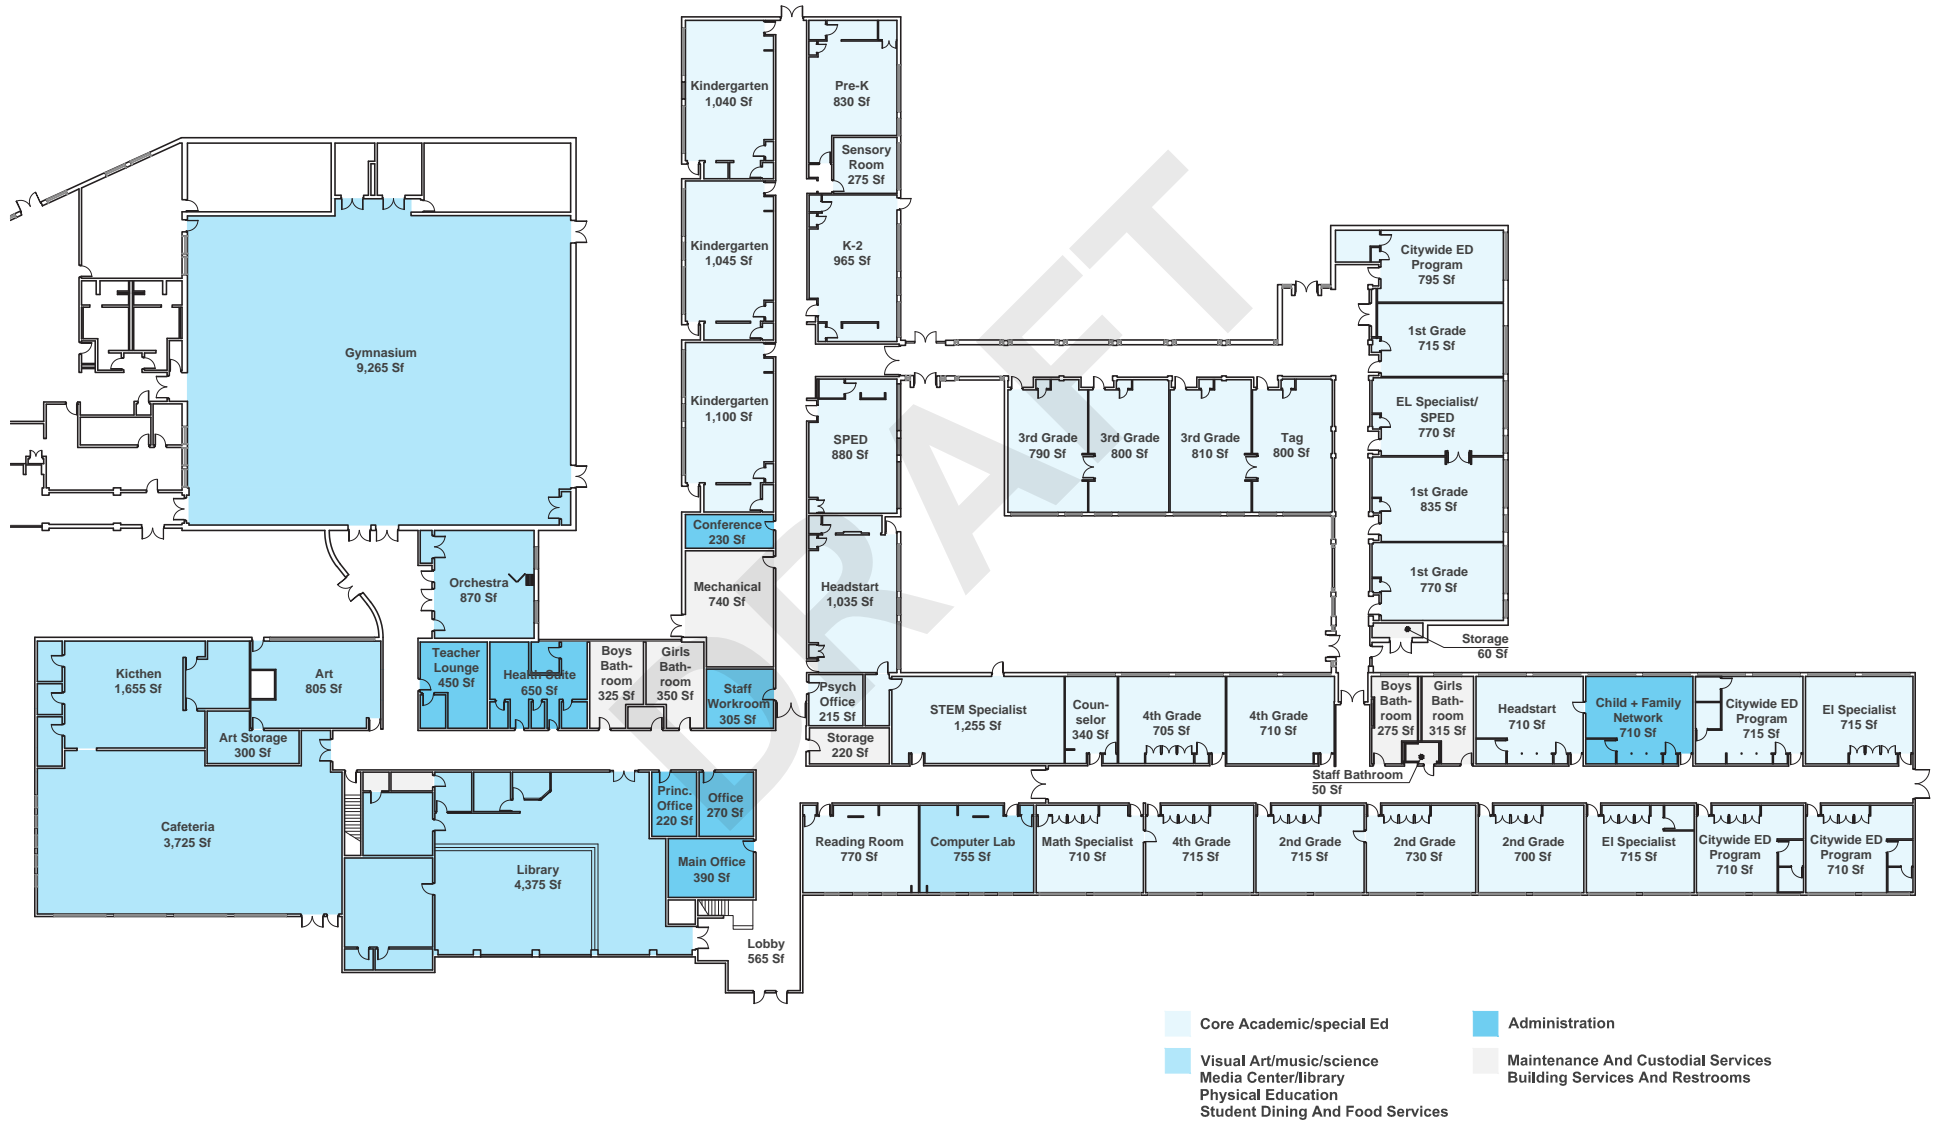 Kindergarten
1,040 Sf
Pre-K
830 Sf
Sensory
Room
275 Sf
Kindergarten
1,045 Sf
K-2
965 Sf
Citywide ED
Program
795 Sf
1st Grade
715 Sf
Gymnasium
9,265 Sf
Kindergarten
1,100 Sf
SPED
880 Sf
3rd Grade
790 Sf
3rd Grade
800 Sf
3rd Grade
810 Sf
Tag
800 Sf
EL Specialist/
SPED
770 Sf
1st Grade
835 Sf
Conference
230 Sf
Orchestra
870 Sf
Mechanical
740 Sf
Headstart
1,035 Sf
1st Grade
770 Sf
Storage
60 Sf
DRAFT
Kicthen
1,655 Sf
Art
805 Sf
Teacher
Lounge
450 Sf
Health Suite
650 Sf
Boys
Bath-
room
325 Sf
Girls
Bath-
room
350 Sf
Staff
Workroom
305 Sf
Psych
Office
215 Sf
Storage
220 Sf
STEM Specialist
1,255 Sf
Coun-
selor
340 Sf
4th Grade
705 Sf
4th Grade
710 Sf
Boys
Bath-
room
275 Sf
Girls
Bath-
room
315 Sf
Headstart
710 Sf
Child + Family
Network
710 Sf
Citywide ED
Program
715 Sf
EI Specialist
715 Sf
Art Storage
300 Sf
Staff Bathroom
50 Sf
Princ.
Office
220 Sf
Office
270 Sf
Cafeteria
3,725 Sf
Library
4,375 Sf
Main Office
390 Sf
Reading Room
770 Sf
Computer Lab
755 Sf
Math Specialist
710 Sf
4th Grade
715 Sf
2nd Grade
715 Sf
2nd Grade
730 Sf
2nd Grade
700 Sf
EI Specialist
715 Sf
Citywide ED
Program
710 Sf
Citywide ED
Program
710 Sf
Lobby
565 Sf
Core Academic/special Ed
Administration
Visual Art/music/science
Media Center/library
Physical Education
Student Dining And Food Services
Maintenance And Custodial Services
Building Services And Restrooms